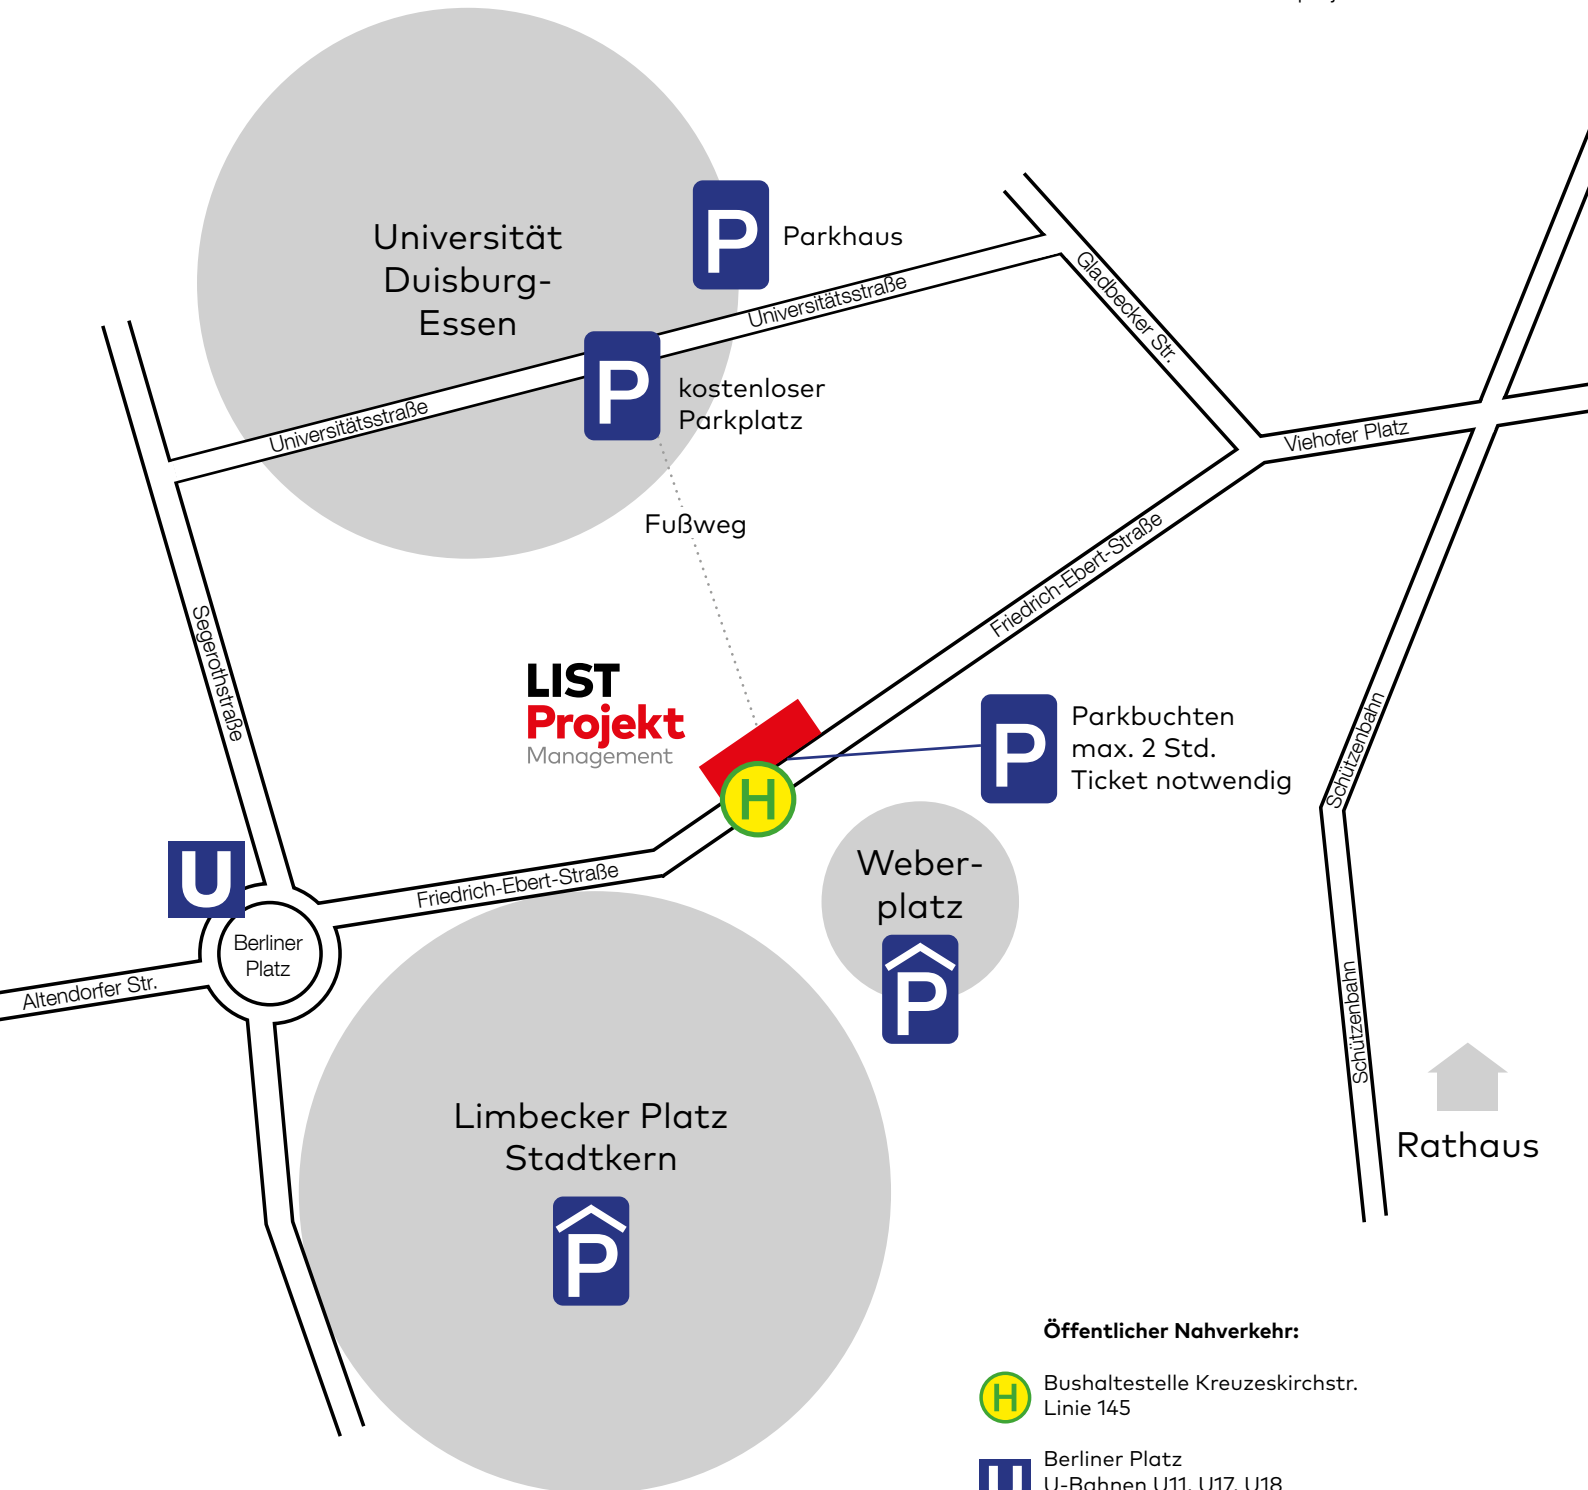 Universität
Duisburg-
Essen
P
Parkhaus
Universitätsstraße
P
kostenloser
Parkplatz
Universitätsstraße
Gladbecker Str.
Viehofer Platz
Fußweg
Friedrich-Ebert-Straße
Segerothstraße
LIST
Projekt
Management
H
P
Parkbuchten
max. 2 Std.
Ticket notwendig
Schützenbahn
U
Friedrich-Ebert-Straße
Weber-
platz
P
Berliner
Platz
Altendorfer Str.
Schützenbahn
Limbecker Platz
Stadtkern
P
Rathaus
Öffentlicher Nahverkehr:
H
Bushaltestelle Kreuzeskirchstr.
Linie 145
U
Berliner Platz
U-Bahnen U11, U17, U18